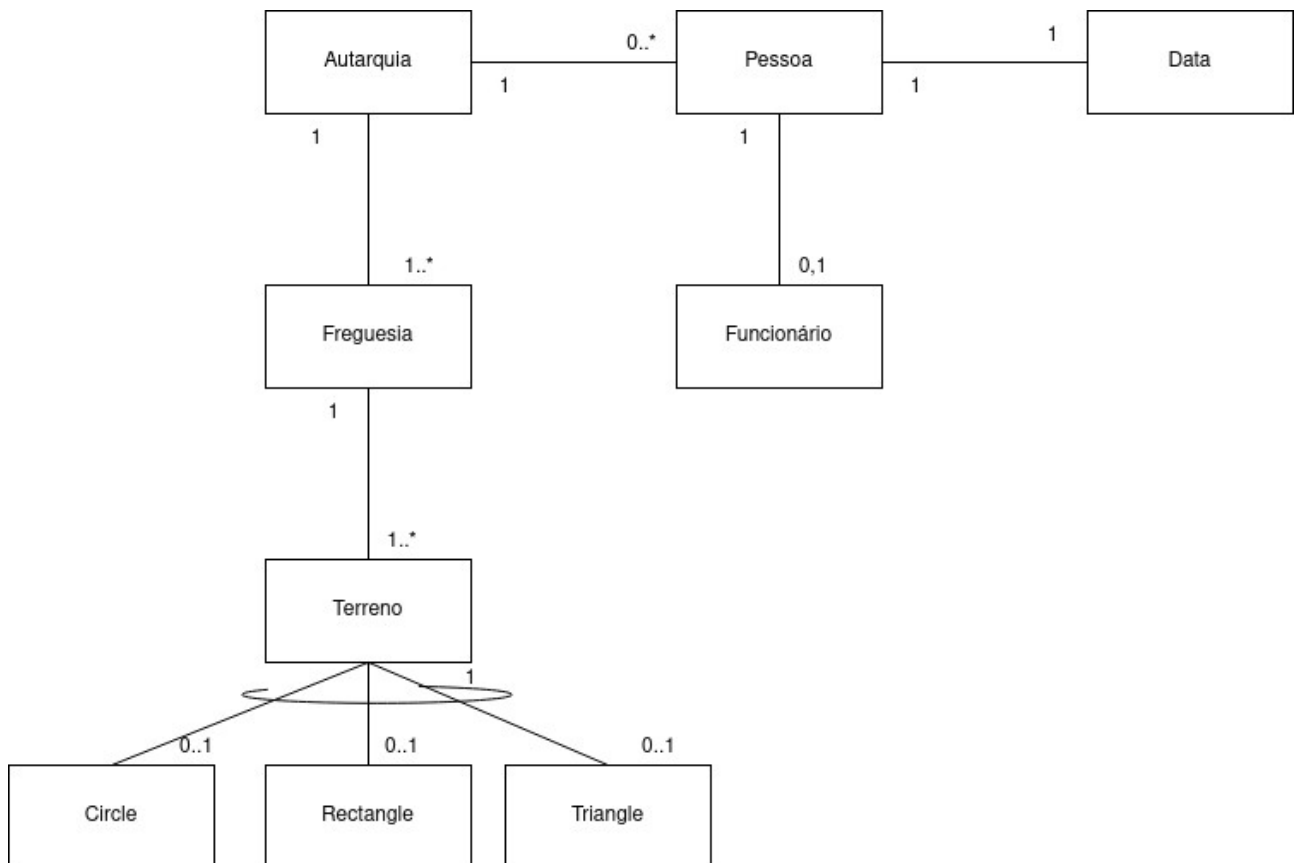 Autarquia
0..*
1
Pessoa
1
1
Data
1
1
1..*
0,1
Freguesia
Funcionário
1
1..*
Terreno
1
0..1
0..1
0..1
Circle
Rectangle
Triangle